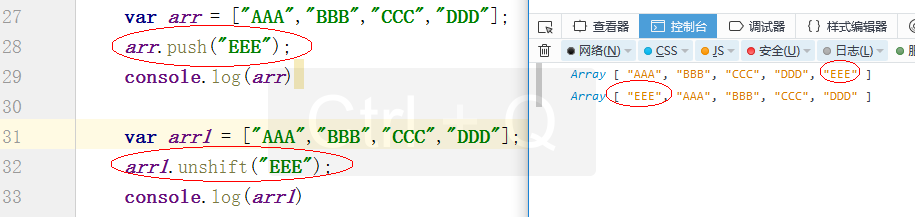 27 var arr = ["AAA","BBB","CCC","DDD"];
28 arr.push("EEE");
29 console.log(arr)
30
31 var arr1 = ["AAA","BBB","CCC","DDD"];
32 arr1.unshift("EEE");
33 console.log(arr1)
Ctrl + Q
查看器 控制台 调试器 样式编辑器
网络(N) CSS JS 安全(U) 日志(L)
Array [ "AAA", "BBB", "CCC", "DDD", "EEE" ]
Array [ "EEE", "AAA", "BBB", "CCC", "DDD" ]